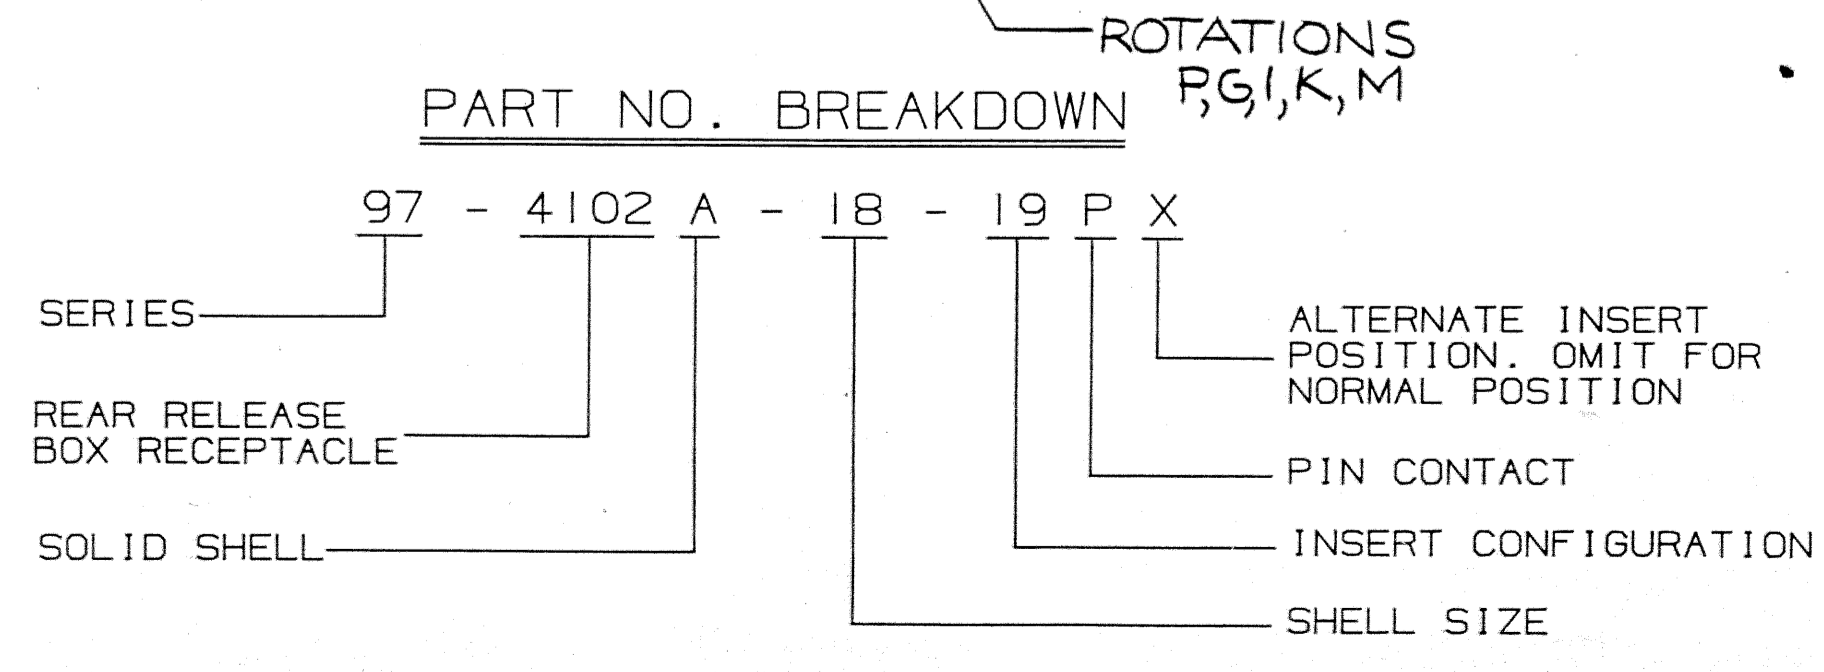 ROTATIONS
P,G,I,K,M
PART NO. BREAKDOWN
97 - 4102 A - 18 - 19 P X
SERIES
REAR RELEASE
BOX RECEPTACLE
SOLID SHELL
ALTERNATE INSERT
POSITION. OMIT FOR
NORMAL POSITION
PIN CONTACT
INSERT CONFIGURATION
SHELL SIZE